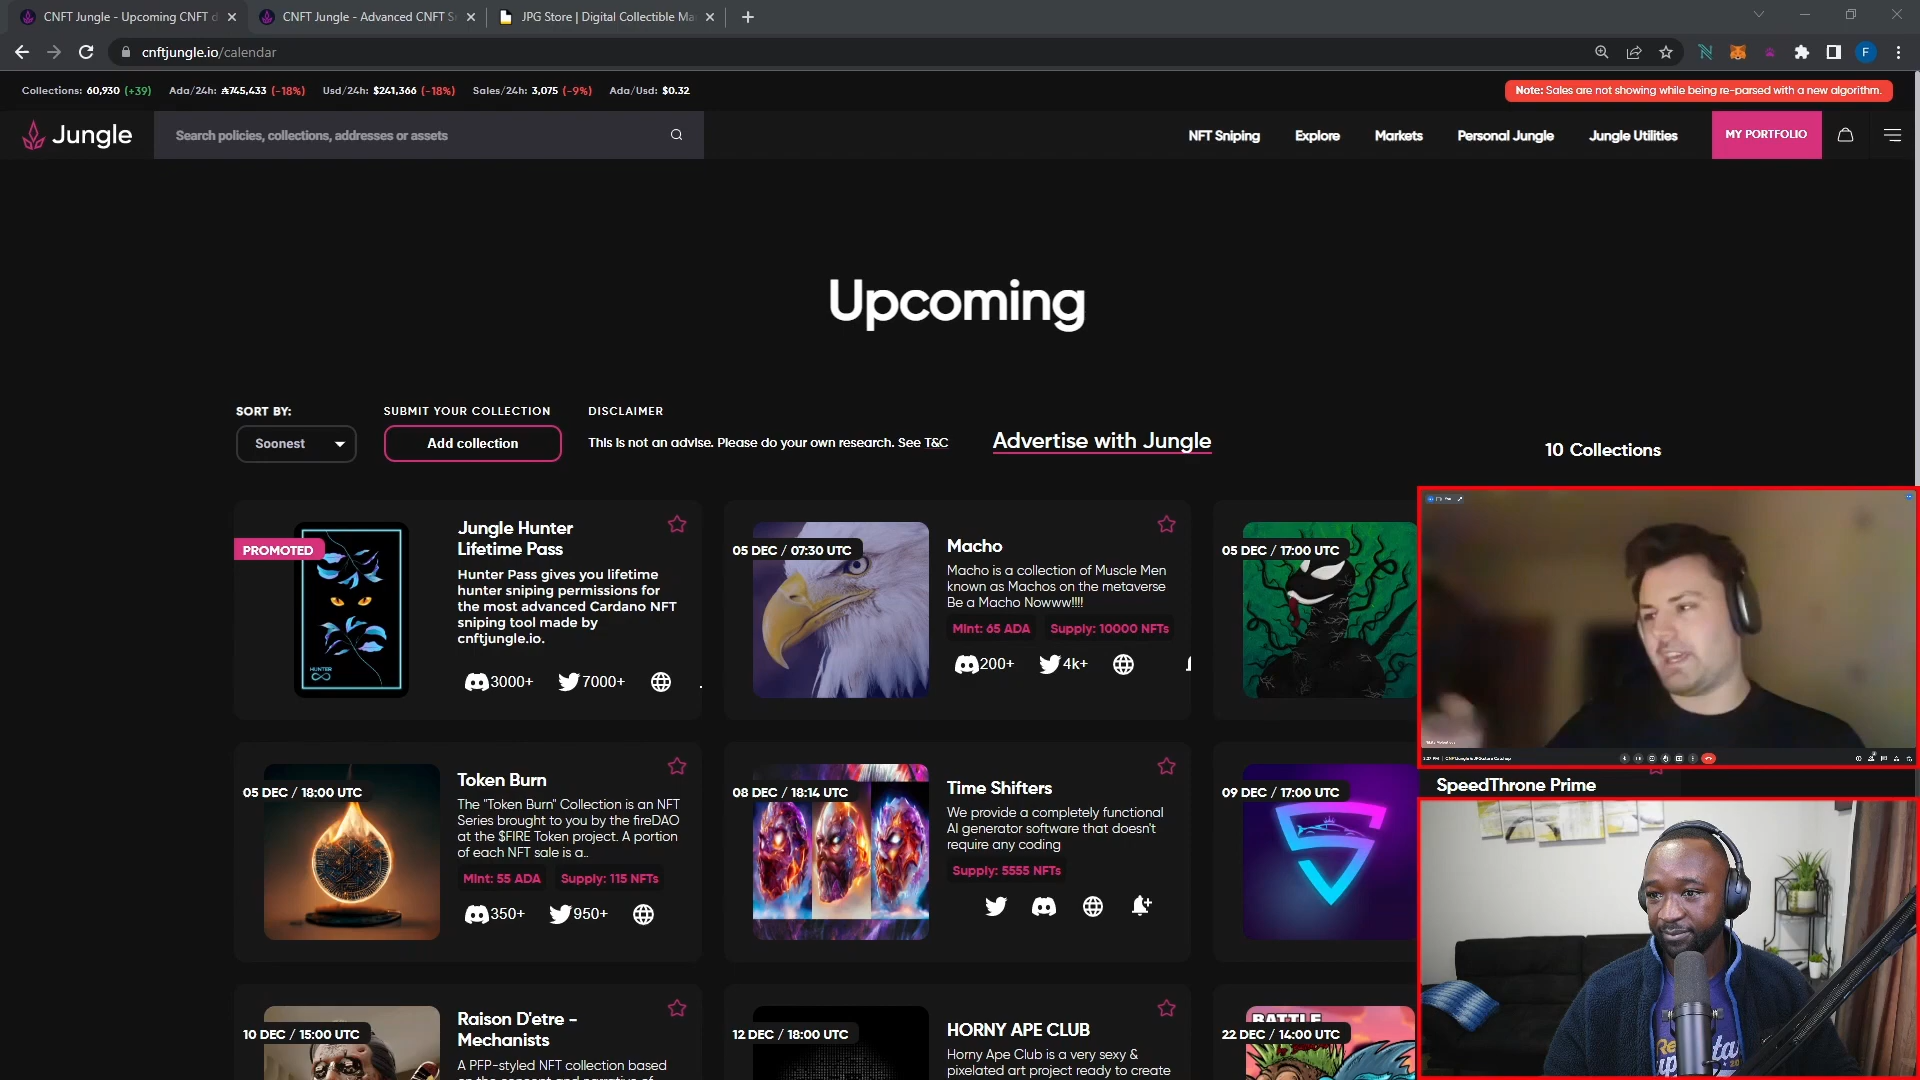 CNFT Jungle - Upcoming CNFT d
CNFT Jungle - Advanced CNFT S
JPG Store | Digital Collectible Ma
cnftjungle.io/calendar
F
Collections: 60,930 (+39) Ada/24h: ₳745,433 (-18%) Usd/24h: $241,366 (-18%) Sales/24h: 3,075 (-9%) Ada/Usd: $0.32
Note: Sales are not showing while being re-parsed with a new algorithm.
Jungle
Search policies, collections, addresses or assets
NFT Sniping Explore Markets Personal Jungle Jungle Utilities
MY PORTFOLIO
Upcoming
SORT BY:
Soonest
SUBMIT YOUR COLLECTION
Add collection
DISCLAIMER
This is not an advise. Please do your own research. See T&C
Advertise with Jungle
10 Collections
PROMOTED
HUNTER
Jungle Hunter
Lifetime Pass
Hunter Pass gives you lifetime
hunter sniping permissions for
the most advanced Cardano NFT
sniping tool made by
cnftjungle.io.
3000+ 7000+
05 DEC / 07:30 UTC
Macho
Macho is a collection of Muscle Men
known as Machos on the metaverse
Be a Macho Nowww!!!!
Mint: 65 ADA Supply: 10000 NFTs
200+ 4k+
05 DEC / 17:00 UTC
05 DEC / 18:00 UTC
Token Burn
The "Token Burn" Collection is an NFT
Series brought to you by the fireDAO
at the $FIRE Token project. A portion
of each NFT sale is a..
Mint: 55 ADA Supply: 115 NFTs
350+ 950+
08 DEC / 18:14 UTC
Time Shifters
We provide a completely functional
AI generator software that doesn't
require any coding
Supply: 5555 NFTs
09 DEC / 17:00 UTC
SpeedThrone Prime
10 DEC / 15:00 UTC
Raison D'etre -
Mechanists
A PFP-styled NFT collection based
12 DEC / 18:00 UTC
HORNY APE CLUB
Horny Ape Club is a very sexy &
pixelated art project ready to create
22 DEC / 14:00 UTC
BATTLE